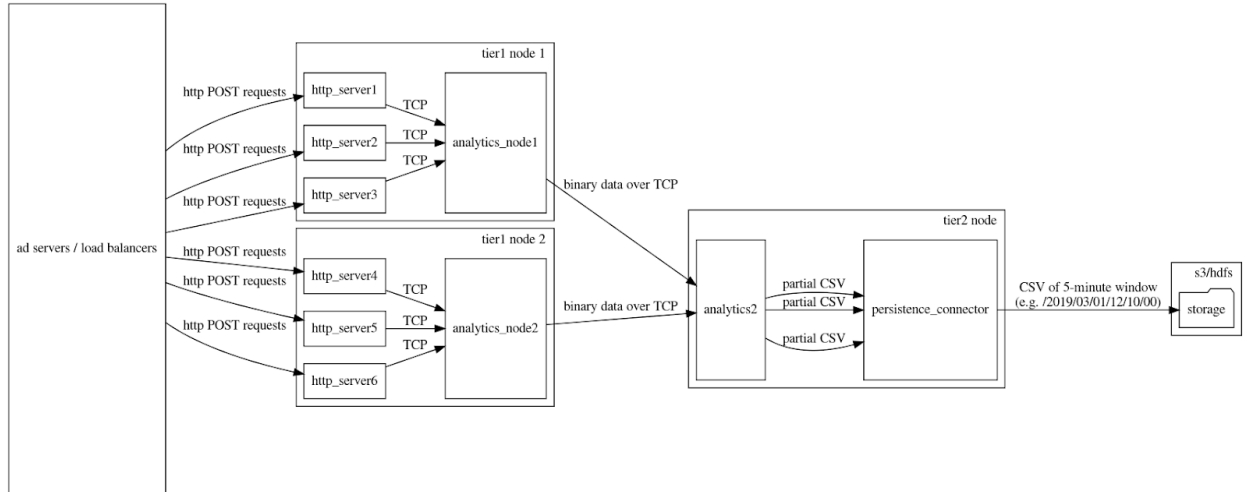 ad servers / load balancers
http POST requests
http POST requests
http POST requests
http POST requests
http POST requests
http POST requests
tier1 node 1
http_server1
http_server2
http_server3
TCP
TCP
TCP
analytics_node1
tier1 node 2
http_server4
http_server5
http_server6
TCP
TCP
TCP
analytics_node2
binary data over TCP
binary data over TCP
tier2 node
analytics2
partial CSV
partial CSV
partial CSV
persistence_connector
CSV of 5-minute window
(e.g. /2019/03/01/12/10/00)
s3/hdfs
storage